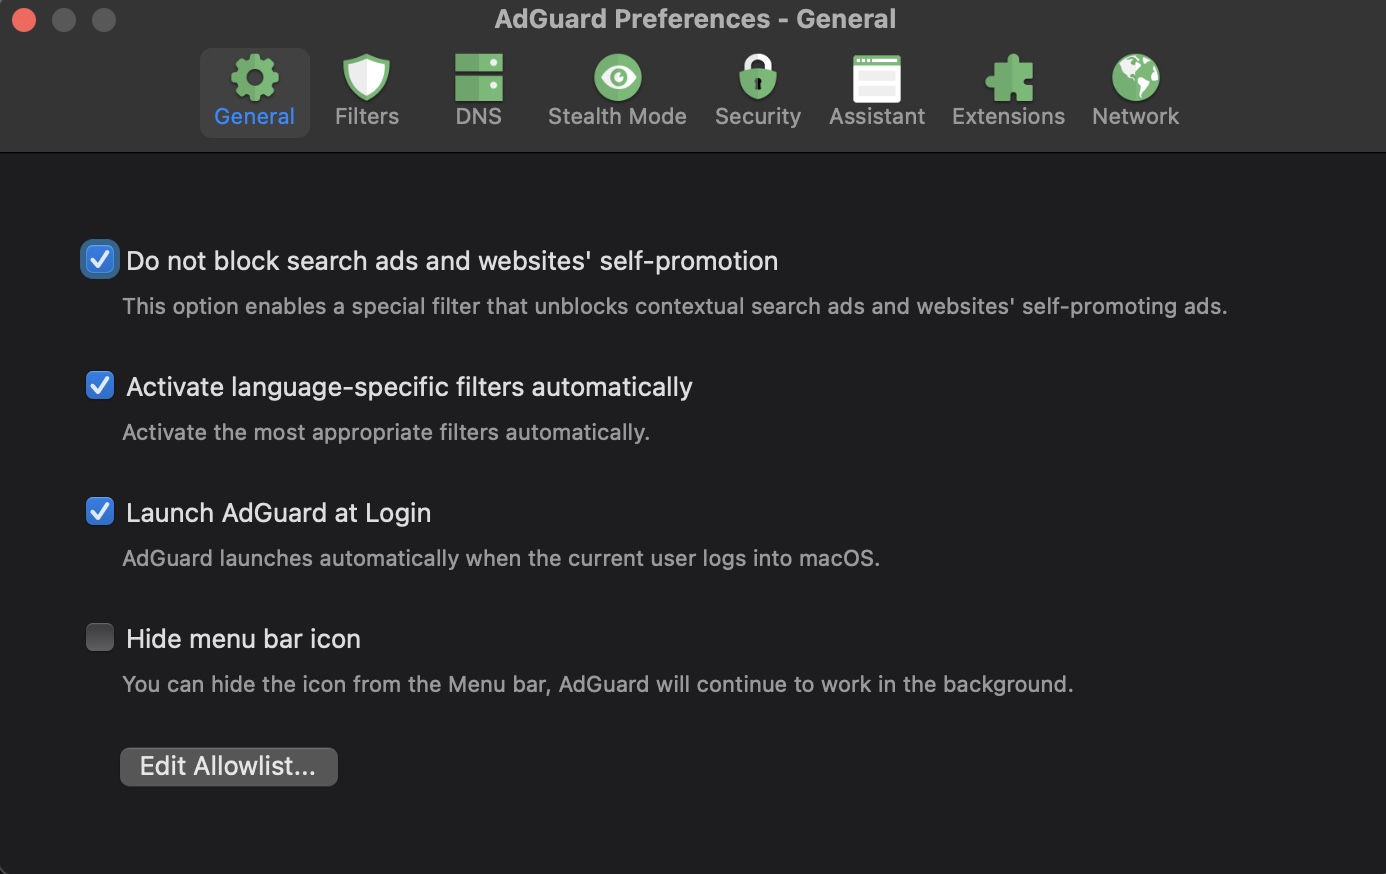 AdGuard Preferences - General
General Filters DNS Stealth Mode Security Assistant Extensions Network
Do not block search ads and websites' self-promotion
This option enables a special filter that unblocks contextual search ads and websites' self-promoting ads.
Activate language-specific filters automatically
Activate the most appropriate filters automatically.
Launch AdGuard at Login
AdGuard launches automatically when the current user logs into macOS.
Hide menu bar icon
You can hide the icon from the Menu bar, AdGuard will continue to work in the background.
Edit Allowlist...